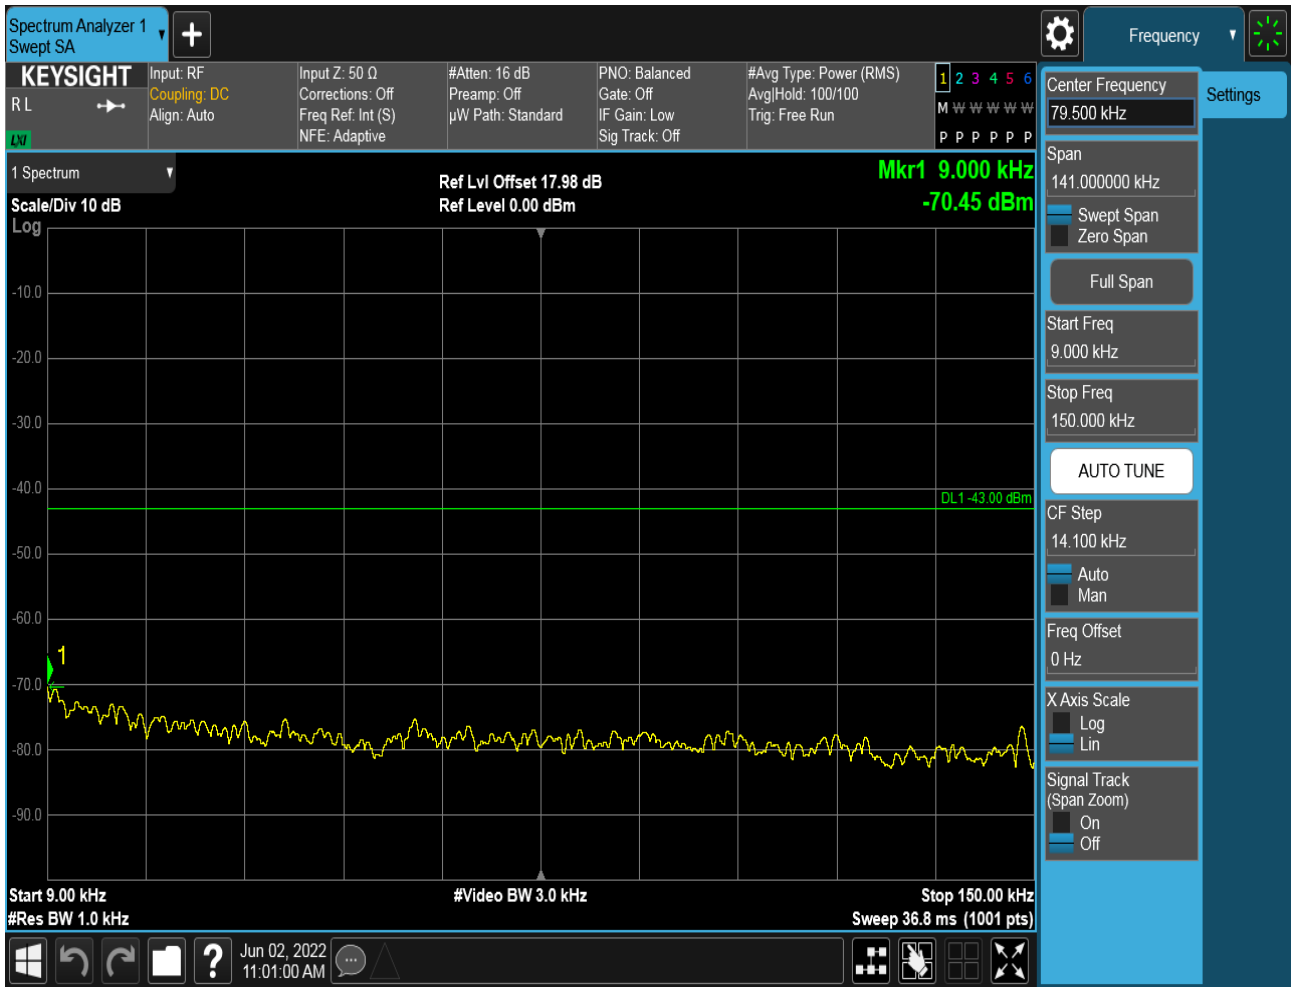 Spectrum Analyzer 1
Swept SA
Frequency
KEYSIGHT
R L
LXI
Input: RF
Coupling: DC
Align: Auto
Input Z: 50 Ω
Corrections: Off
Freq Ref: Int (S)
NFE: Adaptive
#Atten: 16 dB
Preamp: Off
µW Path: Standard
PNO: Balanced
Gate: Off
IF Gain: Low
Sig Track: Off
#Avg Type: Power (RMS)
Avg|Hold: 100/100
Trig: Free Run
1 2 3 4 5 6
M W W W W W
P P P P P P
1 Spectrum
Scale/Div 10 dB
Log
Ref Lvl Offset 17.98 dB
Ref Level 0.00 dBm
Mkr1 9.000 kHz
-70.45 dBm
-10.0
-20.0
-30.0
-40.0
DL1 -43.00 dBm
-50.0
-60.0
1
-70.0
-80.0
-90.0
Start 9.00 kHz
#Video BW 3.0 kHz
Stop 150.00 kHz
#Res BW 1.0 kHz
Sweep 36.8 ms (1001 pts)
?
Jun 02, 2022
11:01:00 AM
Center Frequency
79.500 kHz
Settings
Span
141.000000 kHz
Swept Span
Zero Span
Full Span
Start Freq
9.000 kHz
Stop Freq
150.000 kHz
AUTO TUNE
CF Step
14.100 kHz
Auto
Man
Freq Offset
0 Hz
X Axis Scale
Log
Lin
Signal Track
(Span Zoom)
On
Off